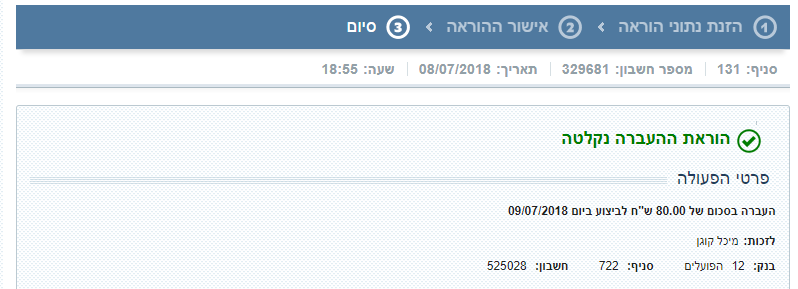 1 הזנת נתוני הוראה > 2 אישור ההוראה > 3 סיום
סניף: 131 | מספר חשבון: 329681 | תאריך: 08/07/2018 | שעה: 18:55
הוראת ההעברה נקלטה
פרטי הפעולה
העברה בסכום של 80.00 ש"ח לביצוע ביום 09/07/2018
לזכות: מיכל קוגן
בנק: 12 הפועלים סניף: 722 חשבון: 525028